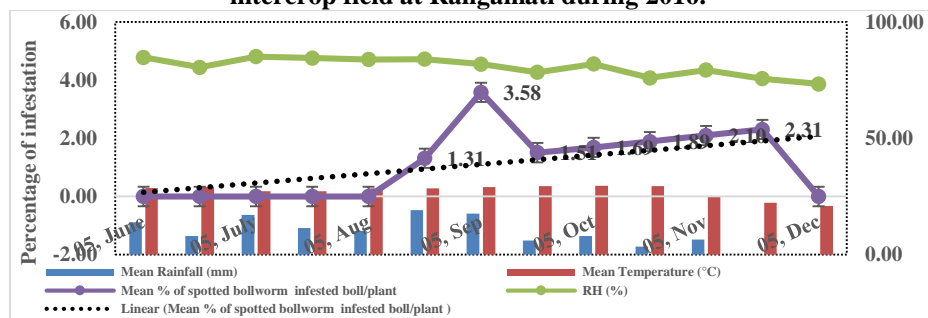 intercrop field at Rangamati during 2016.
6.00
4.00
2.00
0.00
-2.00
Percentage of infestation
100.00
50.00
0.00
1.31
3.58
1.51
1.69
1.89
2.10
2.31
05, June
05, July
05, Aug
05, Sep
05, Oct
05, Nov
05, Dec
Mean Rainfall (mm)
Mean Temperature (°C)
Mean % of spotted bollworm infested boll/plant
RH (%)
Linear (Mean % of spotted bollworm infested boll/plant )